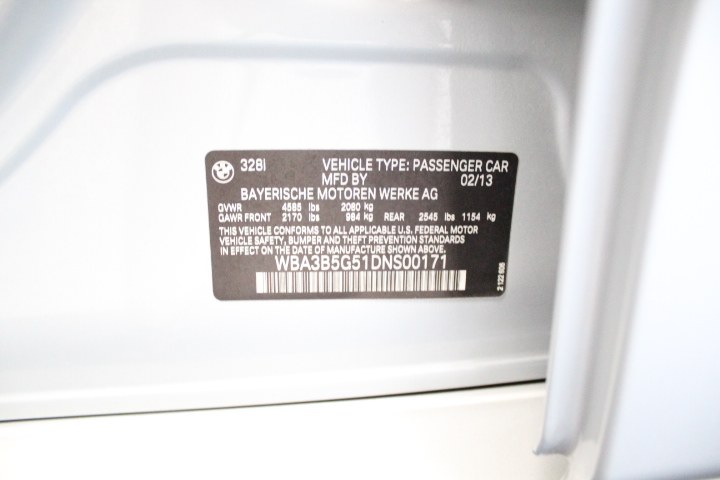 328I VEHICLE TYPE: PASSENGER CAR
MFD BY 02/13
BAYERISCHE MOTOREN WERKE AG
GVWR 4585 lbs 2080 kg
GAWR FRONT 2170 lbs 984 kg REAR 2545 lbs 1154 kg
THIS VEHICLE CONFORMS TO ALL APPLICABLE U.S. FEDERAL MOTOR
VEHICLE SAFETY, BUMPER AND THEFT PREVENTION STANDARDS
IN EFFECT ON THE DATE OF MANUFACTURE SHOWN ABOVE.
WBA3B5G51DNS00171